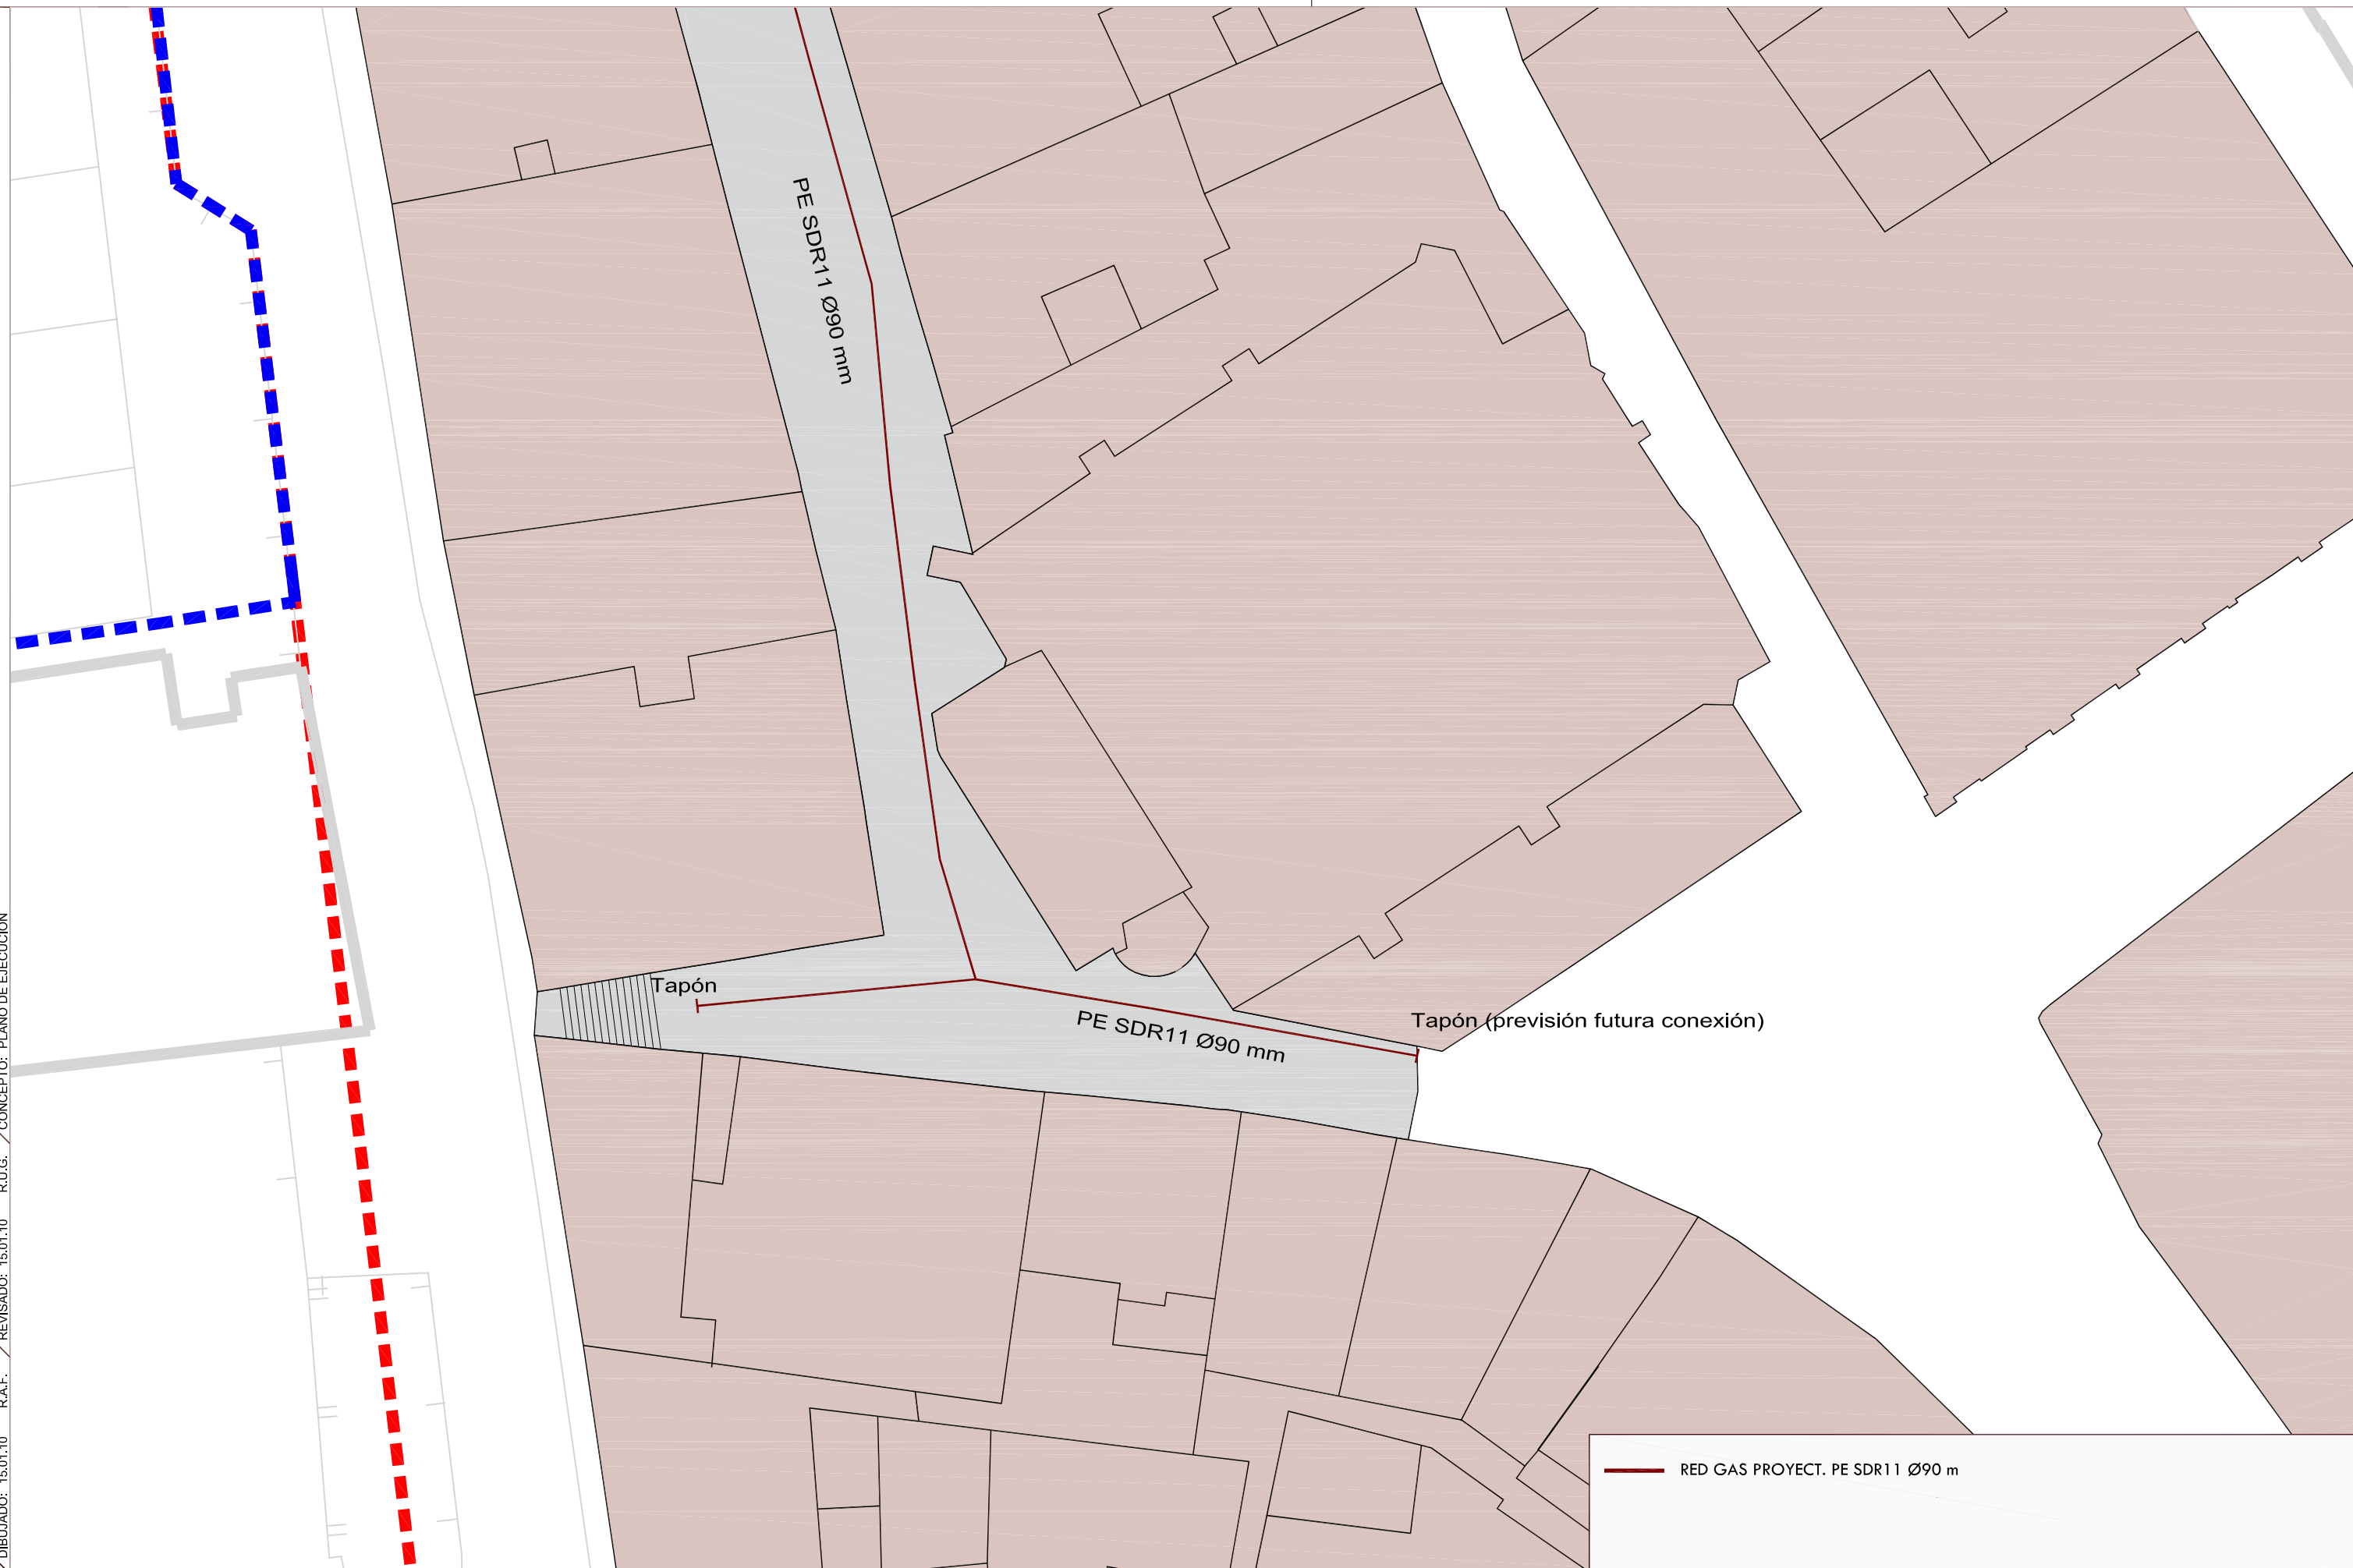 PE SDR11 Ø90 mm
Tapón
PE SDR11 Ø90 mm
Tapón (previsión futura conexión)
RED GAS PROYECT. PE SDR11 Ø90 m
DIBUJADO: 15.01.10 R.A.F. REVISADO: 15.01.10 R.U.G. CONCEPTO: PLANO DE EJECUCIÓN